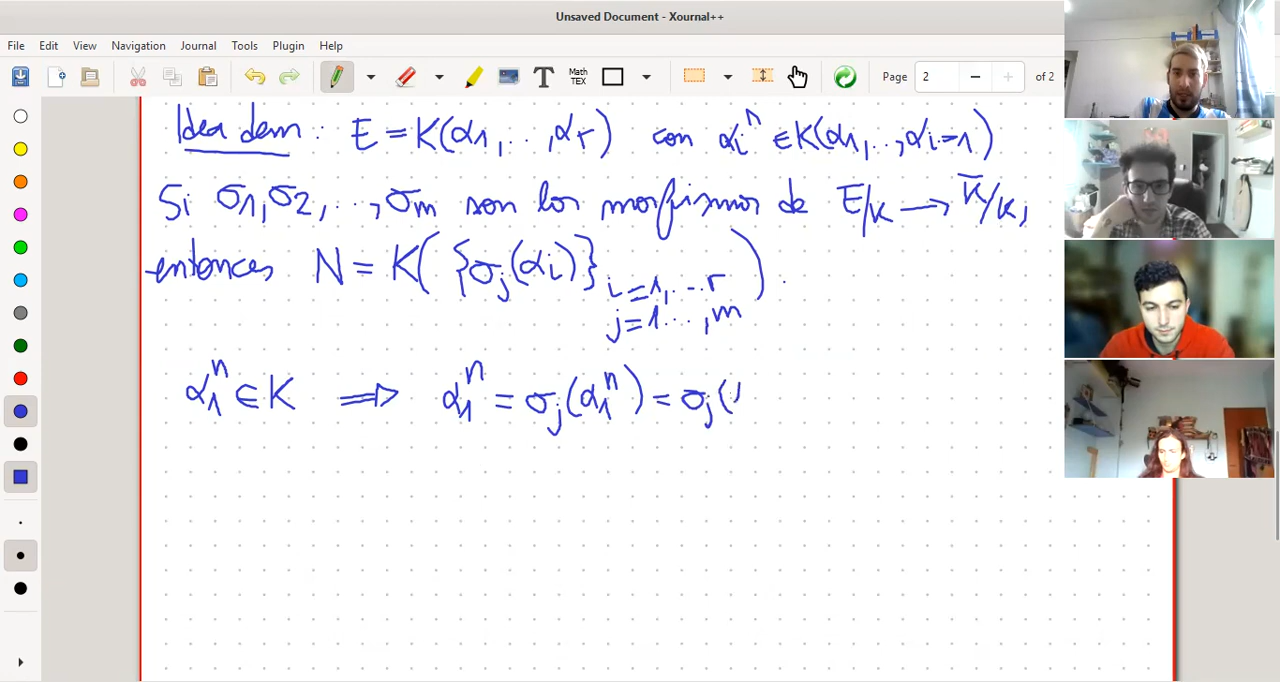 Unsaved Document - Xournal++
File Edit View Navigation Journal Tools Plugin Help
T Math TEX Page 2 of 2
Idea dem: E = K(α1,..,αr) con αi^n ∈ K(α1,..,αi=1)
Si σ1,σ2,..,σm son los morfismos de E/K → K̄/K,
entonces N = K({σj(αi)} i=1,...r ).
j=1...,m
α1^n ∈ K ⟹ α1^n = σj(α1^n) = σj(